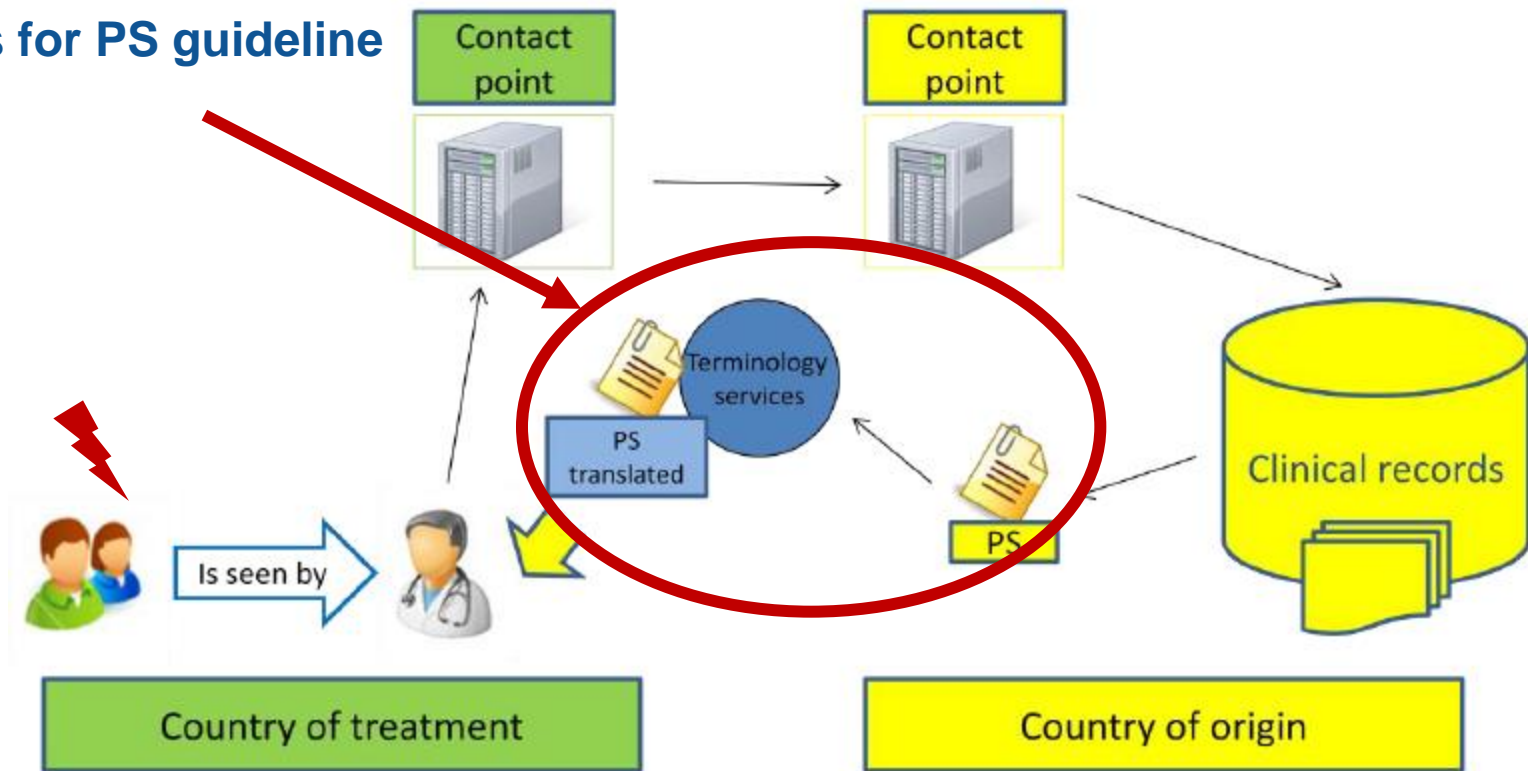 s for PS guideline
Contact
point
Contact
point
Terminology
services
PS
translated
PS
Clinical records
Is seen by
Country of treatment
Country of origin